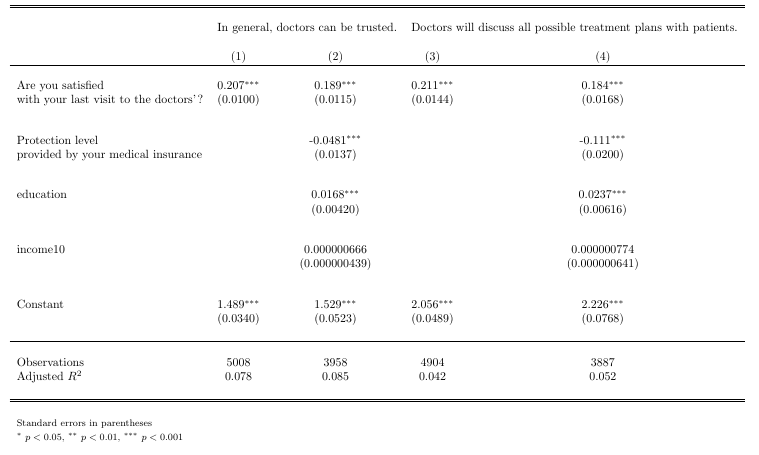 In general, doctors can be trusted. Doctors will discuss all possible treatment plans with patients.
(1) (2) (3) (4)
Are you satisfied 0.207*** 0.189*** 0.211*** 0.184***
with your last visit to the doctors'? (0.0100) (0.0115) (0.0144) (0.0168)
Protection level -0.0481*** -0.111***
provided by your medical insurance (0.0137) (0.0200)
education 0.0168*** 0.0237***
(0.00420) (0.00616)
income10 0.000000666 0.000000774
(0.000000439) (0.000000641)
Constant 1.489*** 1.529*** 2.056*** 2.226***
(0.0340) (0.0523) (0.0489) (0.0768)
Observations 5008 3958 4904 3887
Adjusted R² 0.078 0.085 0.042 0.052
Standard errors in parentheses
* p < 0.05, ** p < 0.01, *** p < 0.001